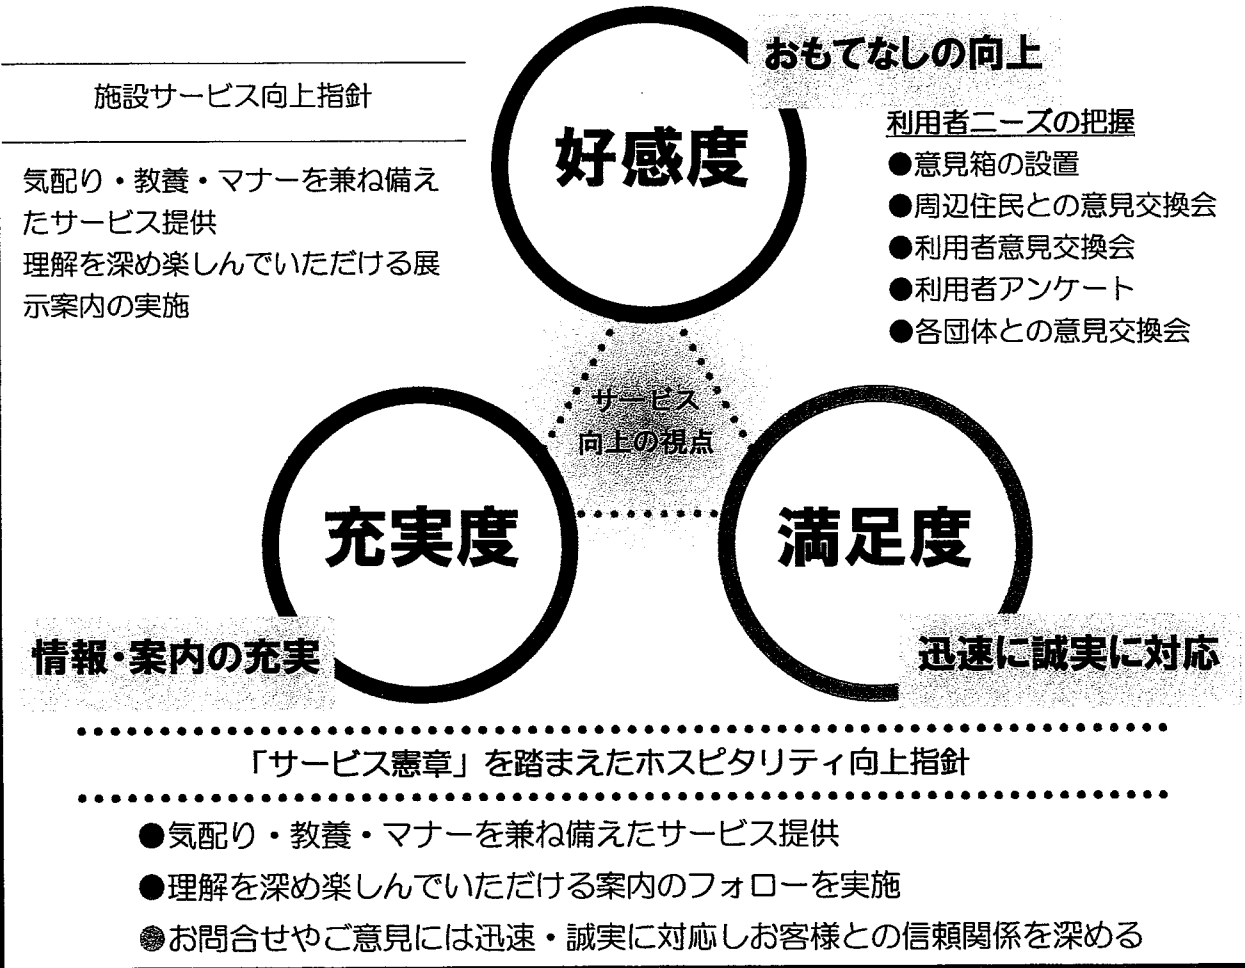 施設サービス向上指針
気配り・教養・マナーを兼ね備え
たサービス提供
理解を深め楽しんでいただける展
示案内の実施
好感度
おもてなしの向上
利用者ニーズの把握
●意見箱の設置
●周辺住民との意見交換会
●利用者意見交換会
●利用者アンケート
●各団体との意見交換会
サービス
向上の視点
充実度
満足度
情報・案内の充実
迅速に誠実に対応
「サービス憲章」を踏まえたホスピタリティ向上指針
●気配り・教養・マナーを兼ね備えたサービス提供
●理解を深め楽しんでいただける案内のフォローを実施
●お問合せやご意見には迅速・誠実に対応しお客様との信頼関係を深める